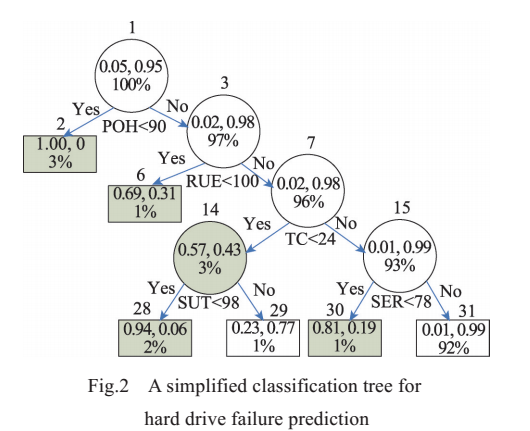 1
0.05, 0.95
100%
Yes
No
3
2
POH<90
0.02, 0.98
97%
1.00, 0
3%
7
Yes
No
6
RUE<100
0.02, 0.98
96%
0.69, 0.31
1%
14
Yes
No
15
TC<24
0.57, 0.43
3%
0.01, 0.99
93%
Yes
No
Yes
No
28
SUT<98
29
30
SER<78
31
0.94, 0.06
2%
0.23, 0.77
1%
0.81, 0.19
1%
0.01, 0.99
92%
Fig.2 A simplified classification tree for
hard drive failure prediction